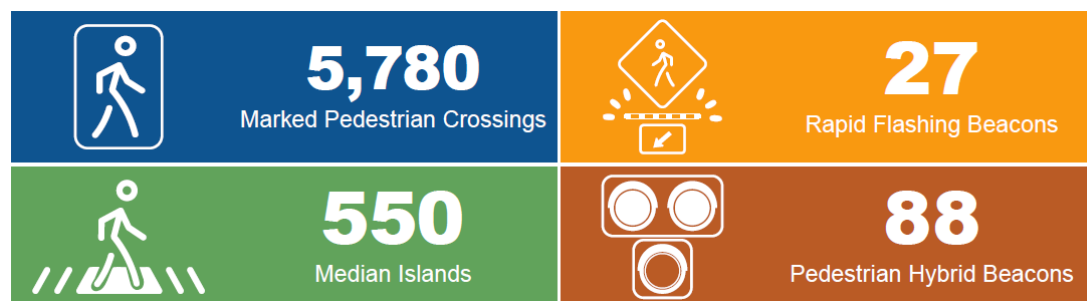 5,780
Marked Pedestrian Crossings
27
Rapid Flashing Beacons
550
Median Islands
88
Pedestrian Hybrid Beacons